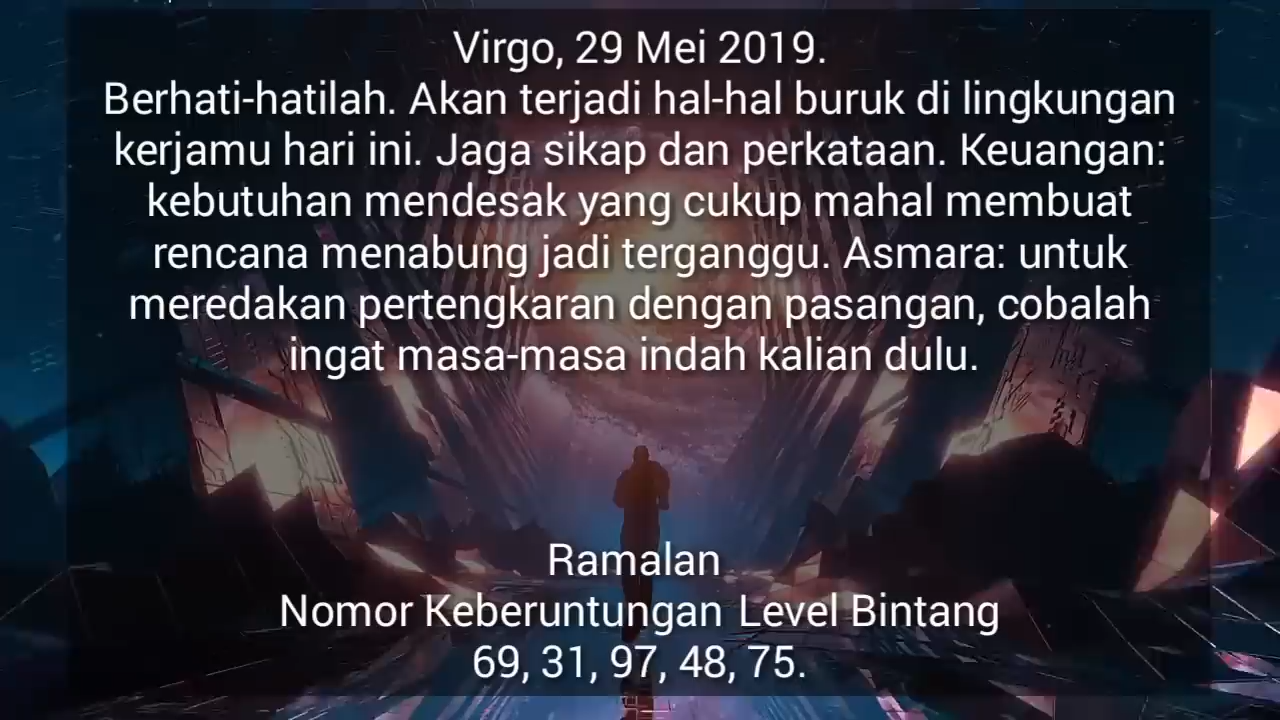 Virgo, 29 Mei 2019.
Berhati-hatilah. Akan terjadi hal-hal buruk di lingkungan
kerjamu hari ini. Jaga sikap dan perkataan. Keuangan:
kebutuhan mendesak yang cukup mahal membuat
rencana menabung jadi terganggu. Asmara: untuk
meredakan pertengkaran dengan pasangan, cobalah
ingat masa-masa indah kalian dulu.
Ramalan
Nomor Keberuntungan Level Bintang
69, 31, 97, 48, 75.